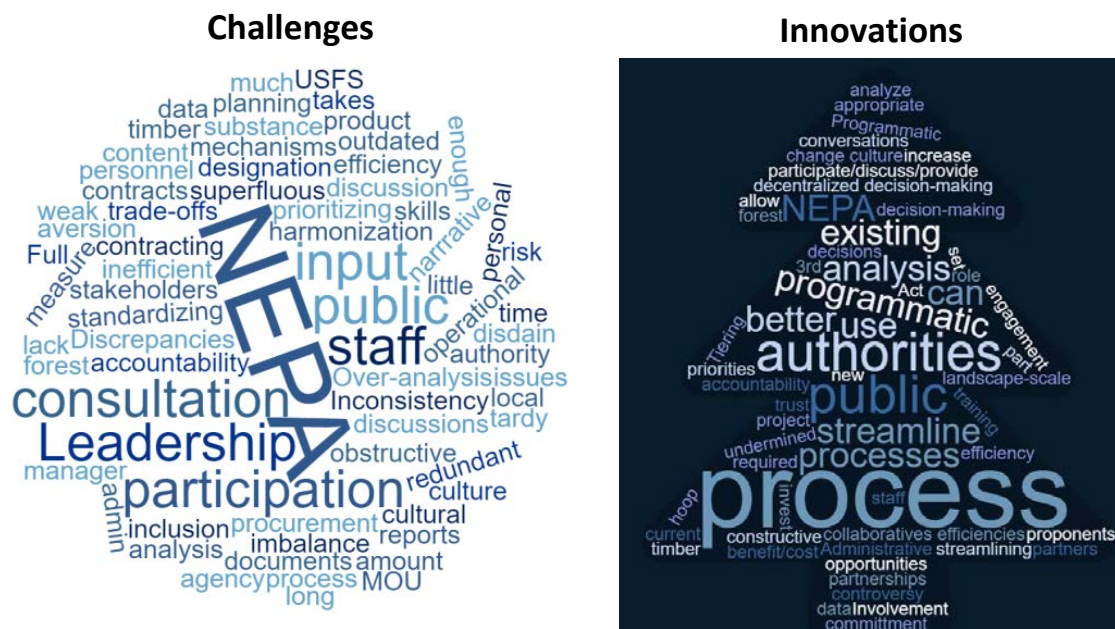 Challenges
much USFS
data planning takes
timber substance product
content mechanisms outdated
enough
personnel designation efficiency
contracts superfluous discussion
weak trade-offs prioritizing skills
aversion harmonization
narrrative
personal
Full contracting
NEPA
input
risk
measure
inefficient
stakeholders
public
little
operational
standardizing
time
lack Discrepancies
staff
disdain
forest accountability
authority
Over-analysis issues
consultation
Inconsistency local
discussions tardy
Leadership
obstructive
manager
participation
redundant
culture
admin
inclusion procurement cultural
analysis imbalance reports
documents amount
agency process MOU
long
Innovations
analyze
appropriate
Programmatic
conversations
change culture increase
participate/discuss/provide
decentralized decision-making
allow
forest NEPA decision-making
existing
decisions
set
3rd analysis role
programmatic
Act can
engagement
Tiering
better use
authorities
part
priorities
new
landscape-scale
accountability
public
trust
training
project
streamline
undermined
required processes efficiency
process
hoop
invest
staff
current
constructive collaboratives efficiencies proponents
timber benefit/cost Administrative streamlining partners
opportunities
partnerships
controversy
data Involvement
committment